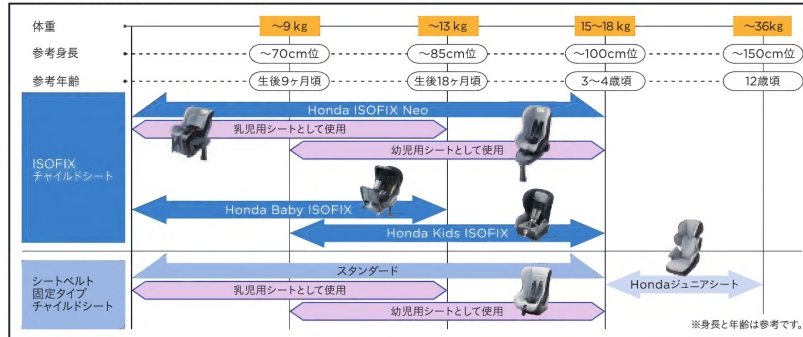 体重 ～9kg ～13kg 15～18kg ～36kg
参考身長 ～70cm位 ～85cm位 ～100cm位 ～150cm位
参考年齢 生後9ヶ月頃 生後18ヶ月頃 3～4歳頃 12歳頃
ISOFIX
チャイルドシート
Honda ISOFIX Neo
乳児用シートとして使用
幼児用シートとして使用
Honda Baby ISOFIX
Honda Kids ISOFIX
シートベルト
固定タイプ
チャイルドシート
スタンダード
乳児用シートとして使用
幼児用シートとして使用
Hondaジュニアシート
※身長と年齢は参考です。